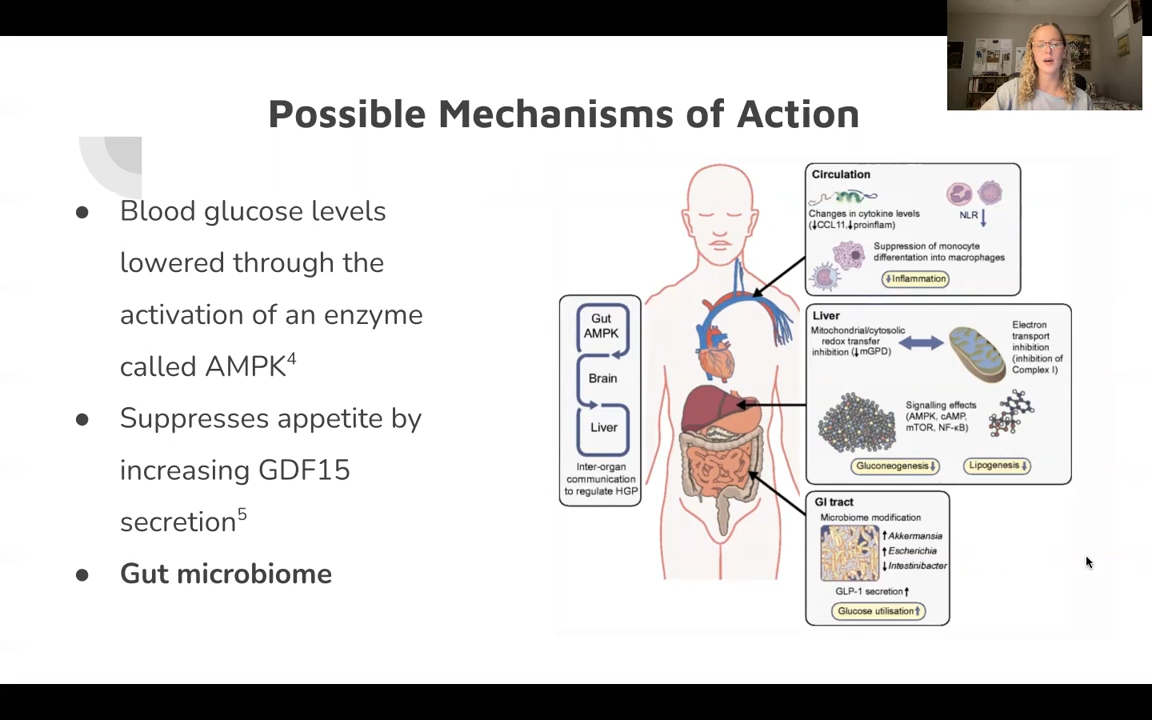 Possible Mechanisms of Action
● Blood glucose levels
lowered through the
activation of an enzyme
called AMPK4
● Suppresses appetite by
increasing GDF15
secretion5
● Gut microbiome
Gut
AMPK
Brain
Liver
Inter-organ
communication
to regulate HGP
Circulation
Changes in cytokine levels
(↓CCL11,↓proinflam)
NLR↓
Suppression of monocyte
differentation into macrophages
↓Inflammation
Liver
Mitochondrial/cytosolic
redox transfer
inhibition (↓mGPD)
Electron
transport
inhibition
(inhibition of
Complex I)
Signalling effects
(AMPK, cAMP,
mTOR, NF-κB)
Gluconeogenesis↓
Lipogenesis↓
GI tract
Microbiome modification
↑Akkermansia
↑Escherichia
↓Intestinibacter
GLP-1 secretion↑
Glucose utilisation↑